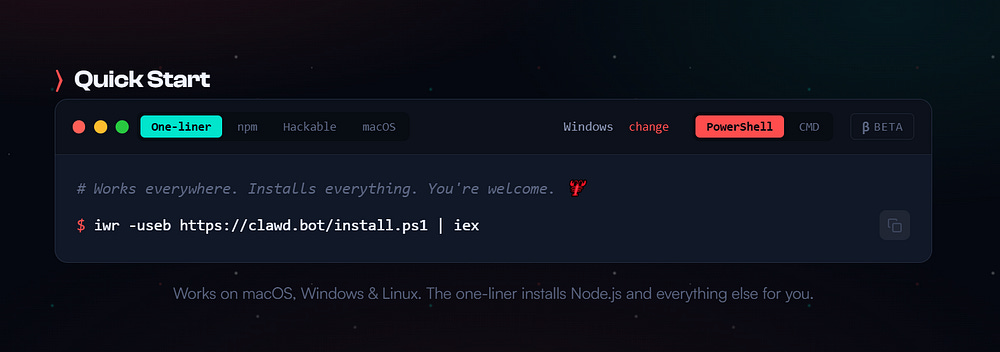 ⟩ Quick Start
One-liner npm Hackable macOS Windows change PowerShell CMD β BETA
# Works everywhere. Installs everything. You're welcome. 🦞
$ iwr -useb https://clawd.bot/install.ps1 | iex
Works on macOS, Windows & Linux. The one-liner installs Node.js and everything else for you.